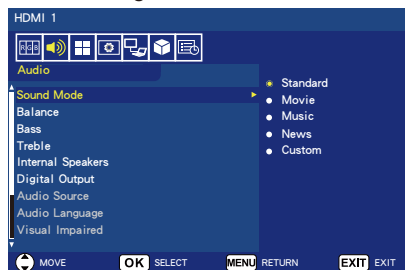 HDMI 1
RGB
Audio
Sound Mode
Balance
Bass
Treble
Internal Speakers
Digital Output
Audio Source
Audio Language
Visual Impaired
Standard
Movie
Music
News
Custom
MOVE OK SELECT MENU RETURN EXIT EXIT